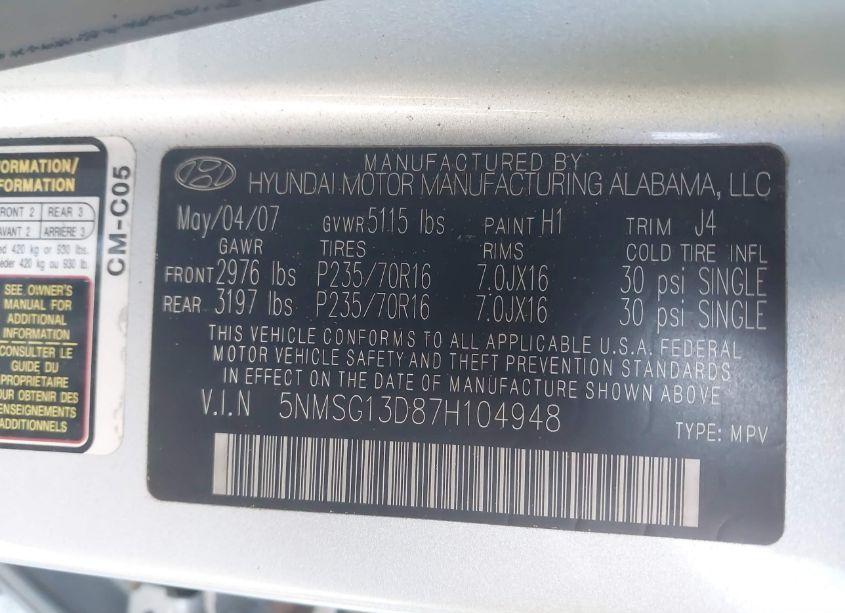 FORMATION/
FORMATION
FRONT 2 REAR 3
AVANT 2 ARRIÈRE 3
420 kg or 930 lbs.
420 kg ou 930 lb.
SEE OWNER'S
MANUAL FOR
ADDITIONAL
INFORMATION
CONSULTER LE
GUIDE DU
PROPRIETAIRE
POUR OBTENIR DES
RENSEIGNEMENTS
ADDITIONNELS
CM-C05
MANUFACTURED BY
HYUNDAI MOTOR MANUFACTURING ALABAMA, LLC
May/04/07 GVWR 5115 lbs PAINT H1 TRIM J4
GAWR TIRES RIMS COLD TIRE INFL
FRONT 2976 lbs P235/70R16 7.0JX16 30 psi SINGLE
REAR 3197 lbs P235/70R16 7.0JX16 30 psi SINGLE
THIS VEHICLE CONFORMS TO ALL APPLICABLE U.S.A. FEDERAL
MOTOR VEHICLE SAFETY AND THEFT PREVENTION STANDARDS
IN EFFECT ON THE DATE OF MANUFACTURE SHOWN ABOVE
V.I.N 5NMSG13D87H104948
TYPE: MPV